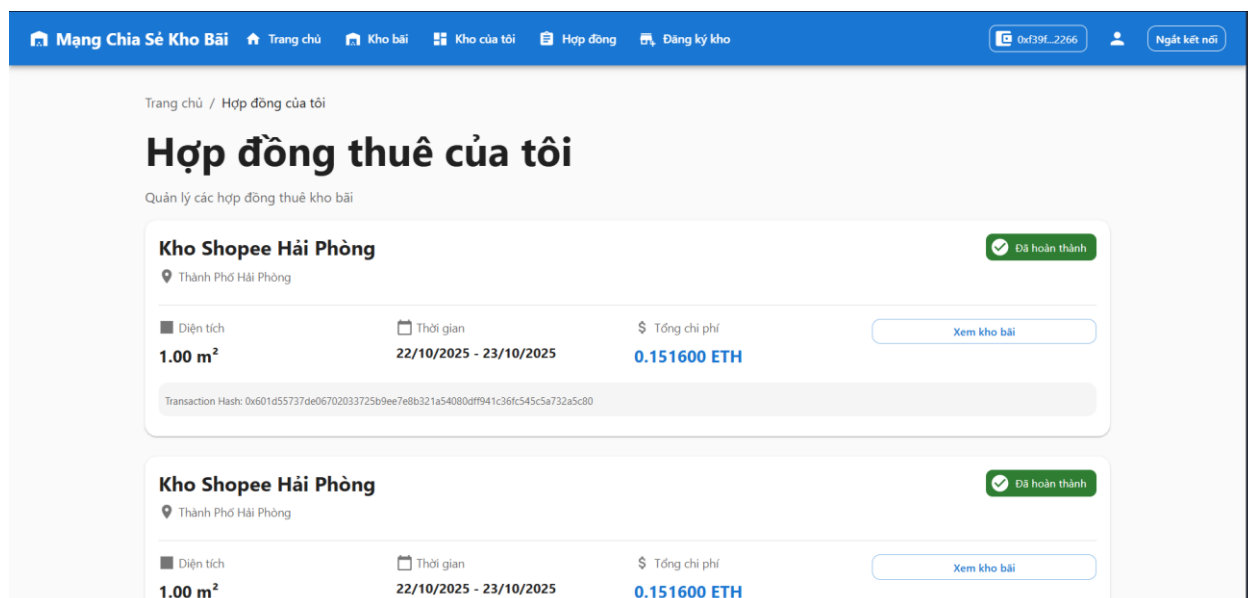 Mạng Chia Sẻ Kho Bãi Trang chủ Kho bãi Kho của tôi Hợp đồng Đăng ký kho 0xf39f...2266 Ngắt kết nối
Trang chủ / Hợp đồng của tôi
Hợp đồng thuê của tôi
Quản lý các hợp đồng thuê kho bãi
Kho Shopee Hải Phòng Đã hoàn thành
Thành Phố Hải Phòng
Diện tích Thời gian $ Tổng chi phí Xem kho bãi
1.00 m² 22/10/2025 - 23/10/2025 0.151600 ETH
Transaction Hash: 0x601d55737de06702033725b9ee7e8b321a54080dff941c36fc545c5a732a5c80
Kho Shopee Hải Phòng Đã hoàn thành
Thành Phố Hải Phòng
Diện tích Thời gian $ Tổng chi phí Xem kho bãi
1.00 m² 22/10/2025 - 23/10/2025 0.151600 ETH